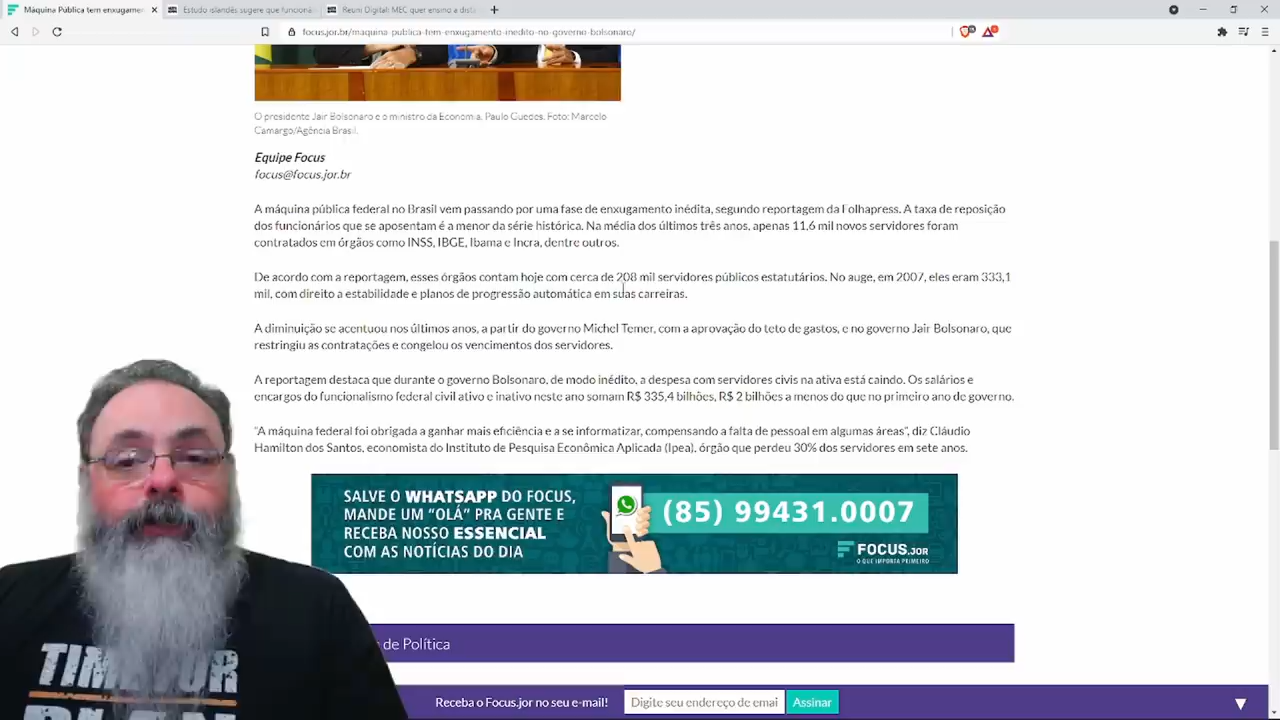 Máquina Pública tem enxugamen
Estudo islandês sugere que funcioná
Reuni Digital: MEC quer ensino a dista
focus.jor.br/maquina-publica-tem-enxugamento-inedito-no-governo-bolsonaro/
O presidente Jair Bolsonaro e o ministro da Economia, Paulo Guedes. Foto: Marcelo
Camargo/Agência Brasil.
Equipe Focus
focus@focus.jor.br
A máquina pública federal no Brasil vem passando por uma fase de enxugamento inédita, segundo reportagem da Folhapress. A taxa de reposição
dos funcionários que se aposentam é a menor da série histórica. Na média dos últimos três anos, apenas 11,6 mil novos servidores foram
contratados em órgãos como INSS, IBGE, Ibama e Incra, dentre outros.
De acordo com a reportagem, esses órgãos contam hoje com cerca de 208 mil servidores públicos estatutários. No auge, em 2007, eles eram 333,1
mil, com direito a estabilidade e planos de progressão automática em suas carreiras.
A diminuição se acentuou nos últimos anos, a partir do governo Michel Temer, com a aprovação do teto de gastos, e no governo Jair Bolsonaro, que
restringiu as contratações e congelou os vencimentos dos servidores.
A reportagem destaca que durante o governo Bolsonaro, de modo inédito, a despesa com servidores civis na ativa está caindo. Os salários e
encargos do funcionalismo federal civil ativo e inativo neste ano somam R$ 335,4 bilhões, R$ 2 bilhões a menos do que no primeiro ano de governo.
"A máquina federal foi obrigada a ganhar mais eficiência e a se informatizar, compensando a falta de pessoal em algumas áreas", diz Cláudio
Hamilton dos Santos, economista do Instituto de Pesquisa Econômica Aplicada (Ipea), órgão que perdeu 30% dos servidores em sete anos.
SALVE O WHATSAPP DO FOCUS,
MANDE UM "OLÁ" PRA GENTE E
RECEBA NOSSO ESSENCIAL
COM AS NOTÍCIAS DO DIA
(85) 99431.0007
FOCUS.JOR
O QUE IMPORTA PRIMEIRO
de Política
Receba o Focus.jor no seu e-mail!
Digite seu endereço de emai
Assinar